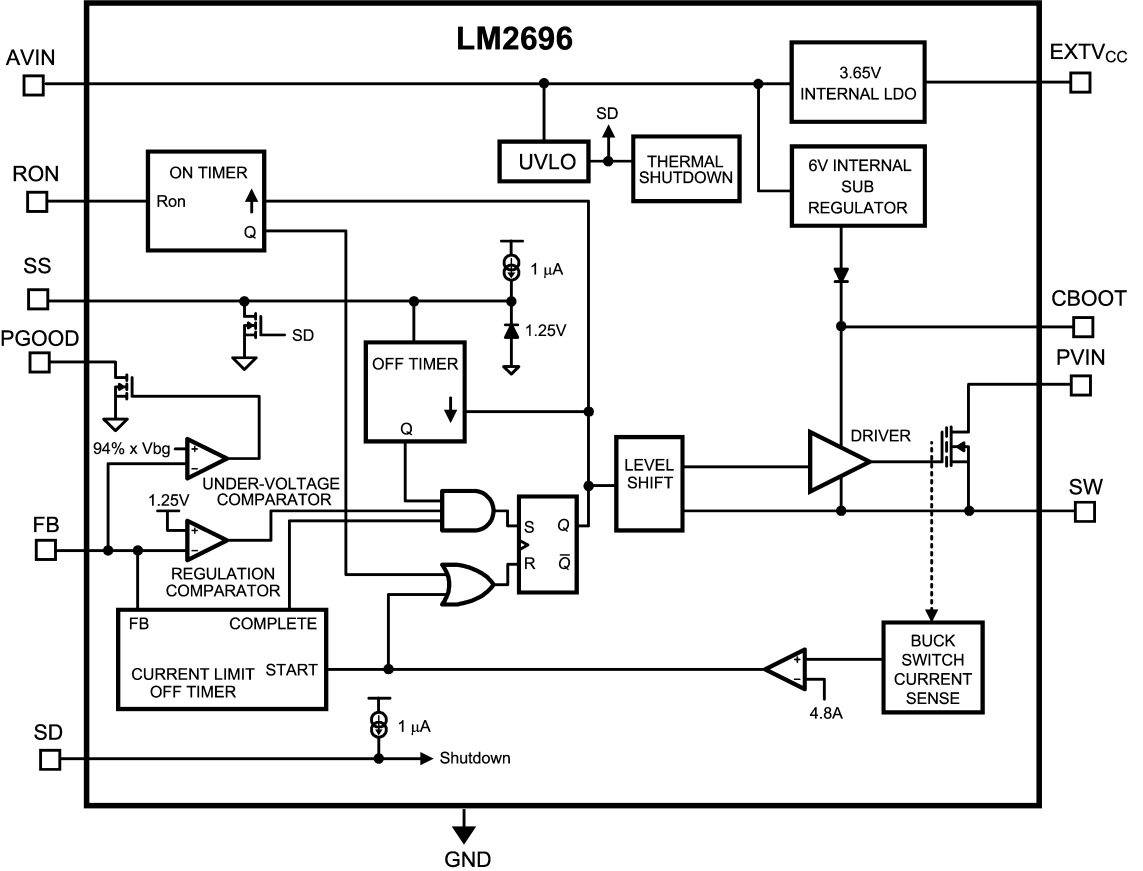 LM2696
AVIN
EXTVCC
3.65V
INTERNAL LDO
SD
UVLO
THERMAL
SHUTDOWN
6V INTERNAL
SUB
REGULATOR
RON
ON TIMER
Ron
Q
SS
1 µA
CBOOT
SD
1.25V
PGOOD
PVIN
OFF TIMER
Q
DRIVER
94% x Vbg
+
−
LEVEL
SHIFT
UNDER-VOLTAGE
COMPARATOR
1.25V
SW
S
Q
FB
+
−
R
Q̅
REGULATION
COMPARATOR
FB
COMPLETE
START
CURRENT LIMIT
OFF TIMER
BUCK
SWITCH
CURRENT
SENSE
+
−
4.8A
1 µA
SD
Shutdown
GND